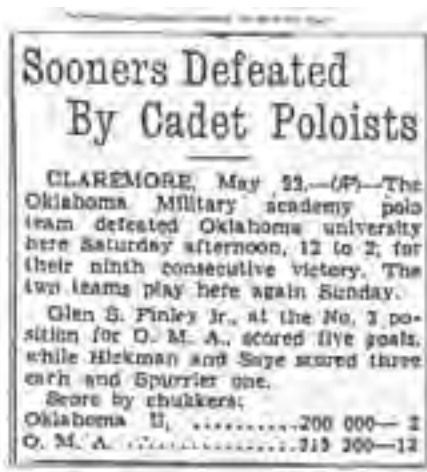 Sooners Defeated
By Cadet Poloists
CLAREMORE, May 23.—(AP)—The
Oklahoma Military academy polo
team defeated Oklahoma university
here Saturday afternoon, 12 to 2, for
their ninth consecutive victory. The
two teams play here again Sunday.
Glen S. Finley Jr., at the No. 3 po-
sition for O. M. A., scored five goals,
while Hickman and Saye scored three
each and Spurrier one.
Score by chukkers:
Oklahoma U. ..........200 000— 2
O. M. A. ...............300—12